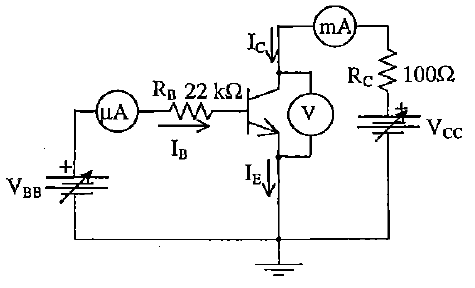 I_C
mA
R_C 100Ω
R_B 22 kΩ
μA
V
I_B
+
V_CC
+
V_BB
I_E